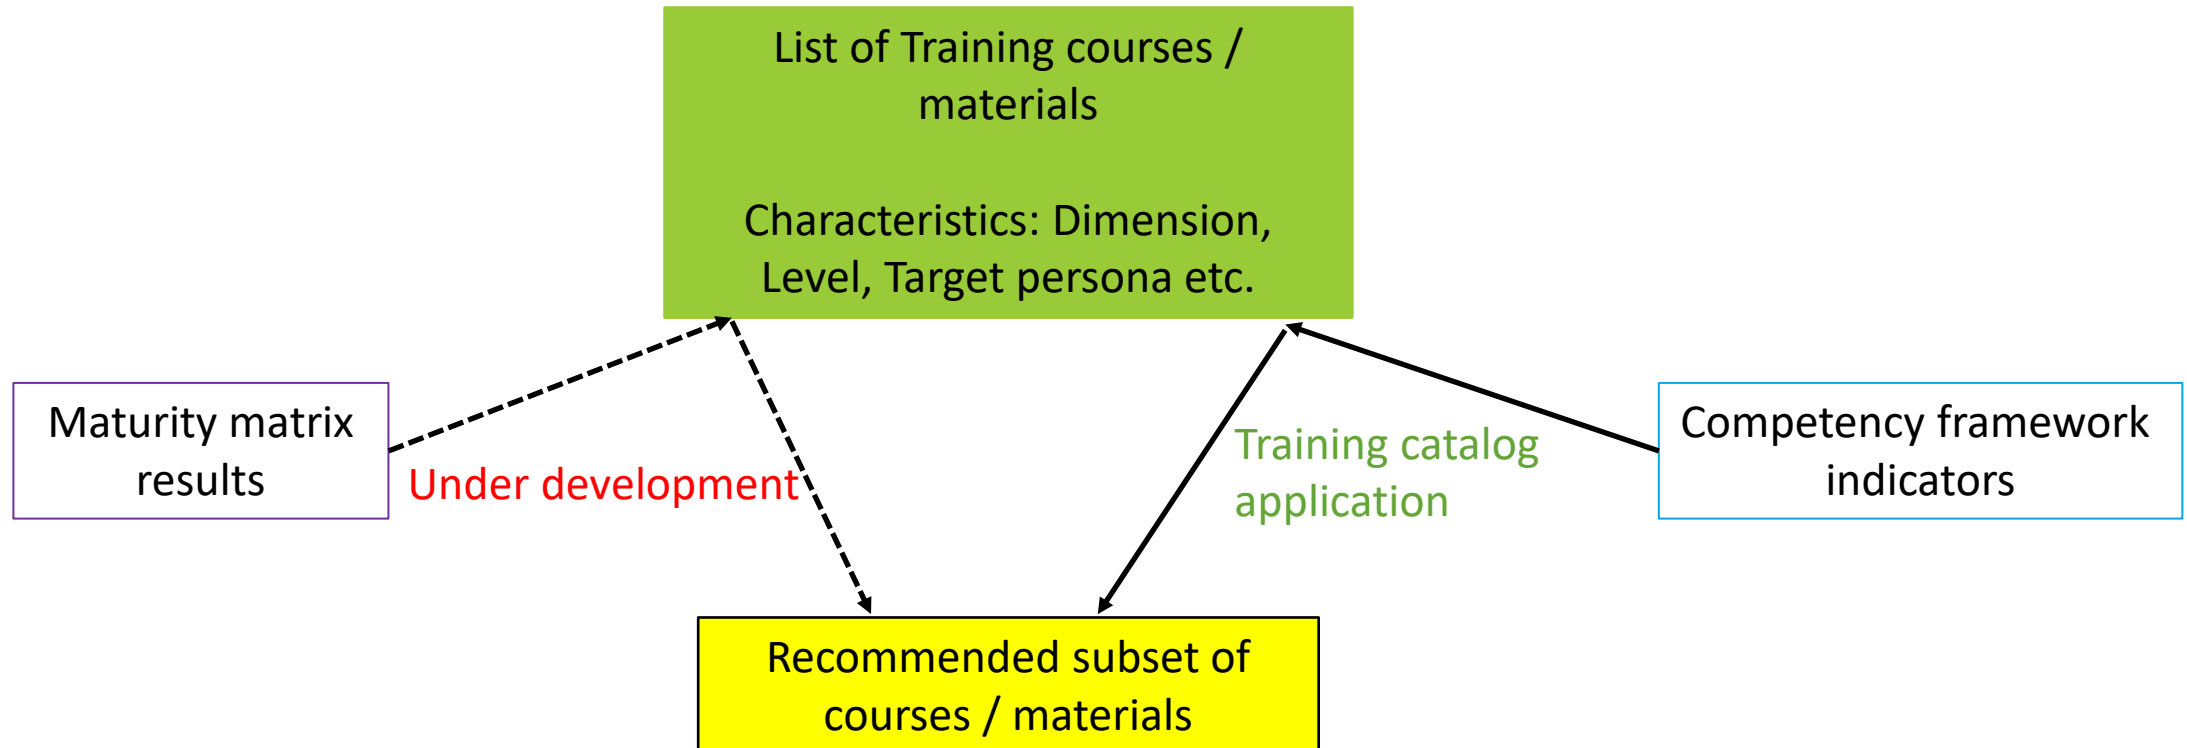 List of Training courses /
materials
Characteristics: Dimension,
Level, Target persona etc.
Maturity matrix
results
Under development
Training catalog
application
Competency framework
indicators
Recommended subset of
courses / materials